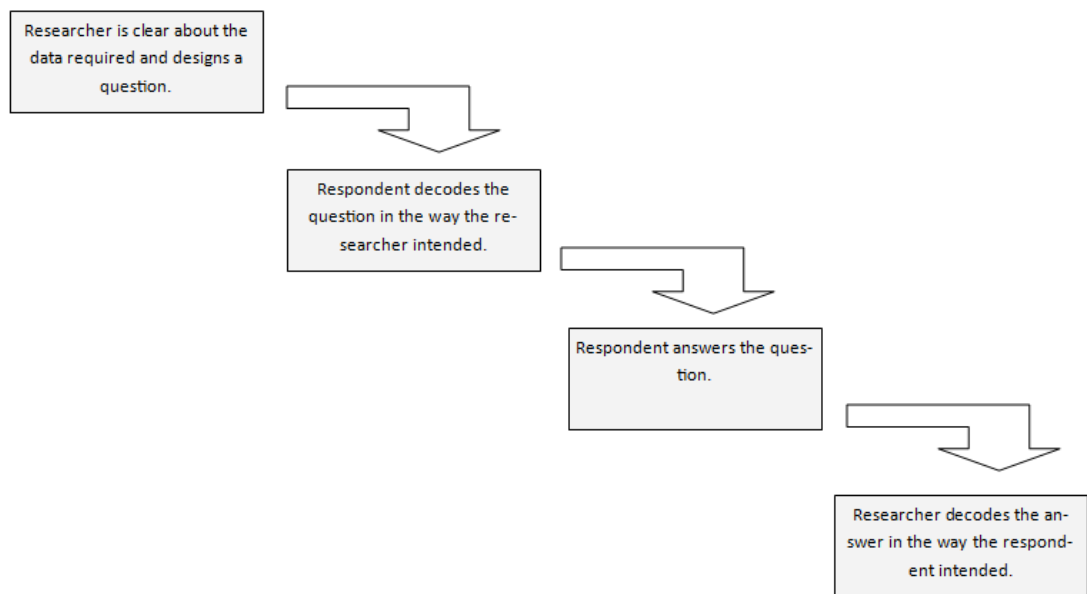 Researcher is clear about the
data required and designs a
question.
Respondent decodes the
question in the way the re-
searcher intended.
Respondent answers the ques-
tion.
Researcher decodes the an-
swer in the way the respond-
ent intended.